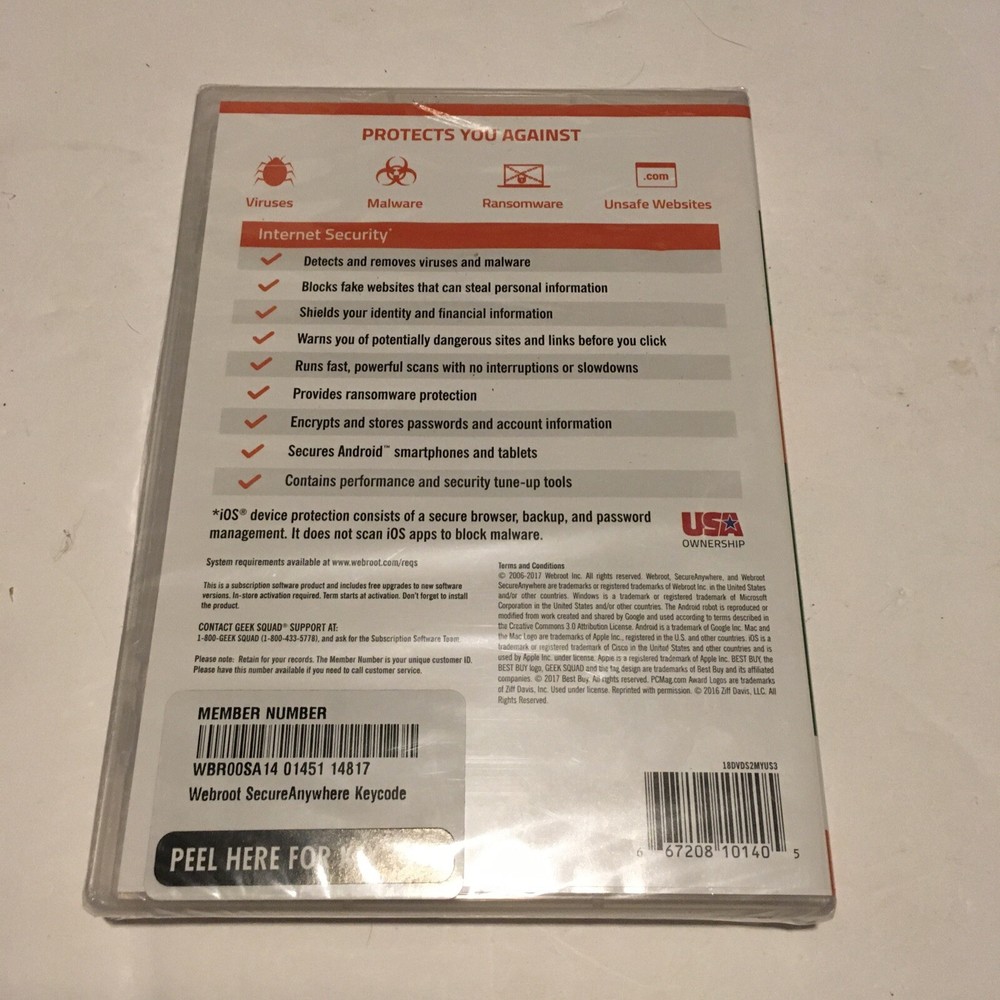 PROTECTS YOU AGAINST
.com
Viruses Malware Ransomware Unsafe Websites
Internet Security*
Detects and removes viruses and malware
Blocks fake websites that can steal personal information
Shields your identity and financial information
Warns you of potentially dangerous sites and links before you click
Runs fast, powerful scans with no interruptions or slowdowns
Provides ransomware protection
Encrypts and stores passwords and account information
Secures Android™ smartphones and tablets
Contains performance and security tune-up tools
*iOS® device protection consists of a secure browser, backup, and password
management. It does not scan iOS apps to block malware.
USA
OWNERSHIP
System requirements available at www.webroot.com/reqs
This is a subscription software product and includes free upgrades to new software
versions. In-store activation required. Term starts at activation. Don't forget to install
the product.
CONTACT GEEK SQUAD® SUPPORT AT:
1-800-GEEK SQUAD (1-800-433-5778), and ask for the Subscription Software Team.
Please note: Retain for your records. The Member Number is your unique customer ID.
Please have this number available if you need to call customer service.
Terms and Conditions
© 2006-2017 Webroot Inc. All rights reserved. Webroot, SecureAnywhere, and Webroot
SecureAnywhere are trademarks or registered trademarks of Webroot Inc. in the United States
and/or other countries. Windows is a trademark or registered trademark of Microsoft
Corporation in the United States and/or other countries. The Android robot is reproduced or
modified from work created and shared by Google and used according to terms described in
the Creative Commons 3.0 Attribution License. Android is a trademark of Google Inc. Mac and
the Mac Logo are trademarks of Apple Inc., registered in the U.S. and other countries. iOS is a
trademark or registered trademark of Cisco in the United States and other countries and is
used by Apple Inc. under license. Apple is a registered trademark of Apple Inc. BEST BUY, the
BEST BUY logo, GEEK SQUAD and the tag design are trademarks of Best Buy and its affiliated
companies. © 2017 Best Buy. All rights reserved. PCMag.com Award Logos are trademarks
of Ziff Davis, Inc. Used under license. Reprinted with permission. © 2016 Ziff Davis, LLC. All
Rights Reserved.
MEMBER NUMBER
WBR00SA14 01451 14817
Webroot SecureAnywhere Keycode
PEEL HERE FOR
18DVDS2MYUS3
6 67208 10140 5